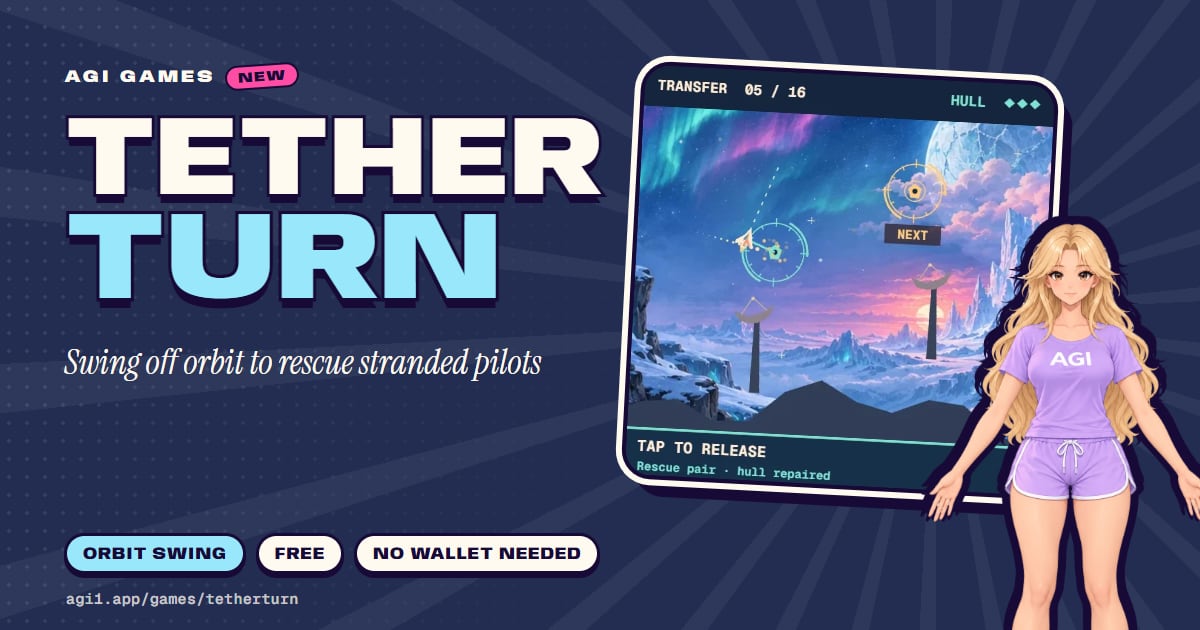 AGI GAMES NEW
TETHER
TURN
Swing off orbit to rescue stranded pilots
ORBIT SWING FREE NO WALLET NEEDED
agi1.app/games/tetherturn
TRANSFER 05 / 16 HULL
NEXT
TAP TO RELEASE
Rescue pair · hull repaired
AGI